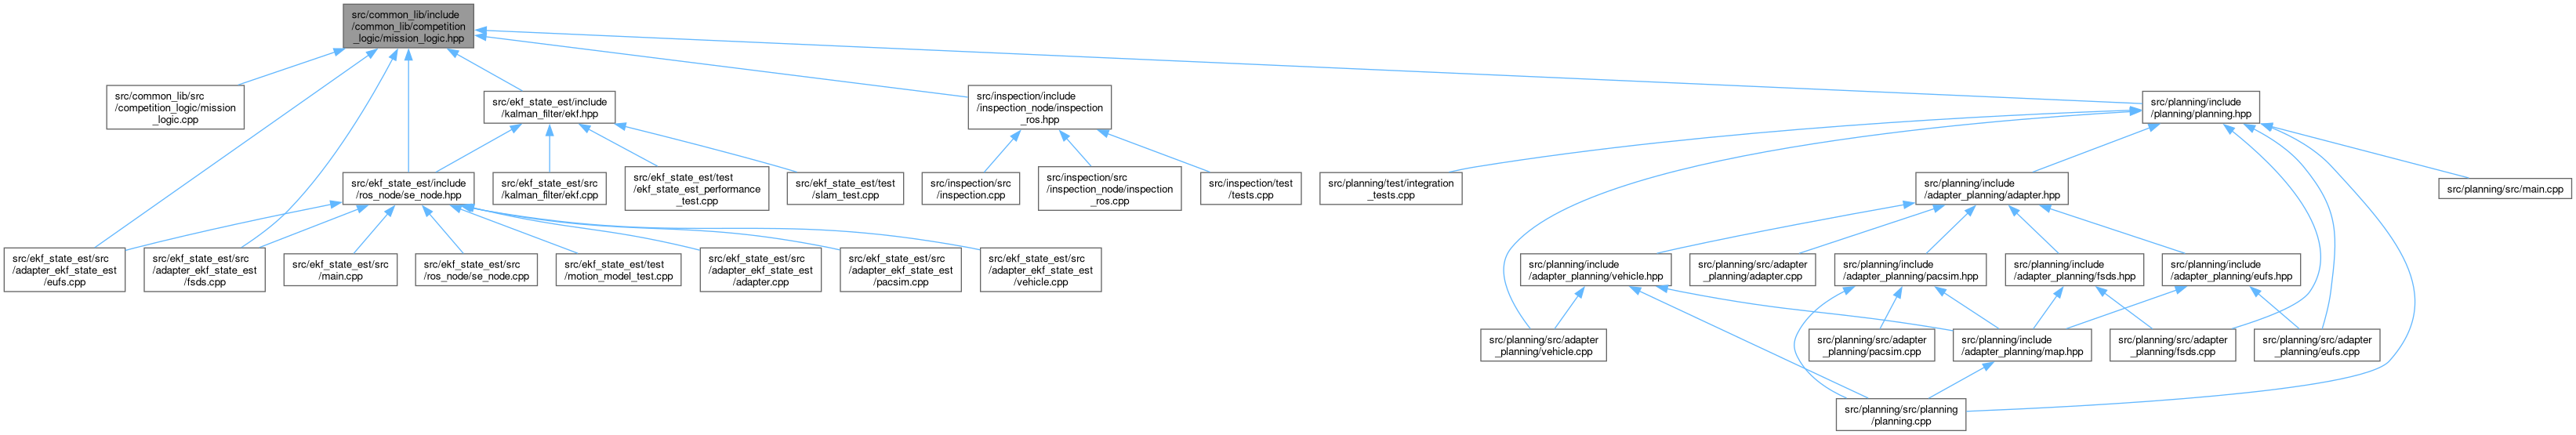 src/common_lib/include
/common_lib/competition
_logic/mission_logic.hpp
src/common_lib/src
/competition_logic/mission
_logic.cpp
src/ekf_state_est/include
/kalman_filter/ekf.hpp
src/inspection/include
/inspection_node/inspection
_ros.hpp
src/planning/include
/planning/planning.hpp
src/ekf_state_est/include
/ros_node/se_node.hpp
src/ekf_state_est/src
/kalman_filter/ekf.cpp
src/ekf_state_est/test
/ekf_state_est_performance
_test.cpp
src/ekf_state_est/test
/slam_test.cpp
src/inspection/src
/inspection.cpp
src/inspection/src
/inspection_node/inspection
_ros.cpp
src/inspection/test
/tests.cpp
src/planning/test/integration
_tests.cpp
src/planning/include
/adapter_planning/adapter.hpp
src/planning/src/main.cpp
src/ekf_state_est/src
/adapter_ekf_state_est
/eufs.cpp
src/ekf_state_est/src
/adapter_ekf_state_est
/fsds.cpp
src/ekf_state_est/src
/main.cpp
src/ekf_state_est/src
/ros_node/se_node.cpp
src/ekf_state_est/test
/motion_model_test.cpp
src/ekf_state_est/src
/adapter_ekf_state_est
/adapter.cpp
src/ekf_state_est/src
/adapter_ekf_state_est
/pacsim.cpp
src/ekf_state_est/src
/adapter_ekf_state_est
/vehicle.cpp
src/planning/include
/adapter_planning/vehicle.hpp
src/planning/src/adapter
_planning/adapter.cpp
src/planning/include
/adapter_planning/pacsim.hpp
src/planning/include
/adapter_planning/fsds.hpp
src/planning/include
/adapter_planning/eufs.hpp
src/planning/src/adapter
_planning/vehicle.cpp
src/planning/src/adapter
_planning/pacsim.cpp
src/planning/include
/adapter_planning/map.hpp
src/planning/src/adapter
_planning/fsds.cpp
src/planning/src/adapter
_planning/eufs.cpp
src/planning/src/planning
/planning.cpp